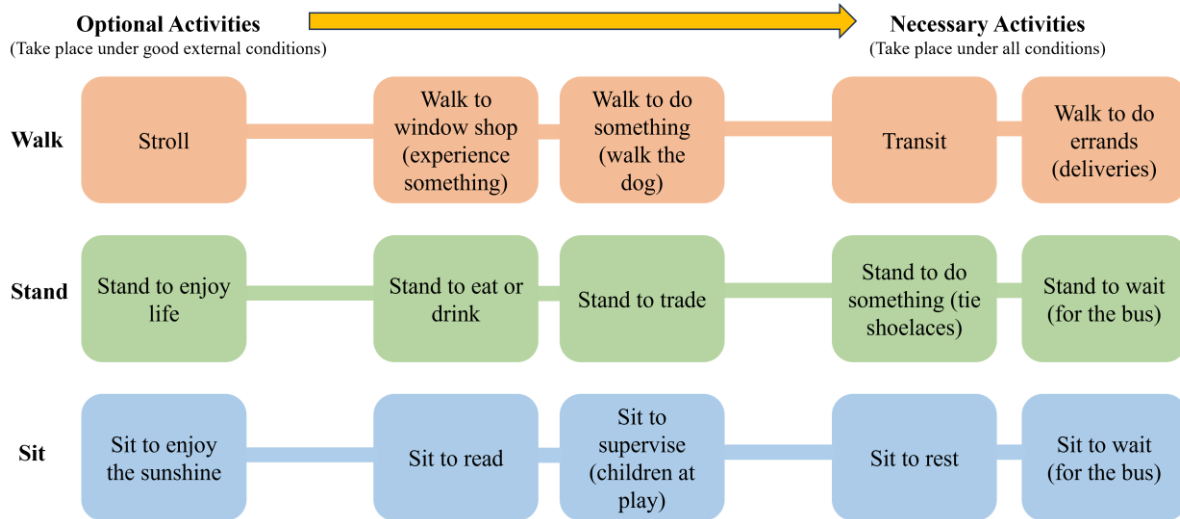 Optional Activities
(Take place under good external conditions)
Necessary Activities
(Take place under all conditions)
Walk
Stroll
Walk to
window shop
(experience
something)
Walk to do
something
(walk the
dog)
Transit
Walk to do
errands
(deliveries)
Stand
Stand to enjoy
life
Stand to eat or
drink
Stand to trade
Stand to do
something (tie
shoelaces)
Stand to wait
(for the bus)
Sit
Sit to enjoy
the sunshine
Sit to read
Sit to
supervise
(children at
play)
Sit to rest
Sit to wait
(for the bus)